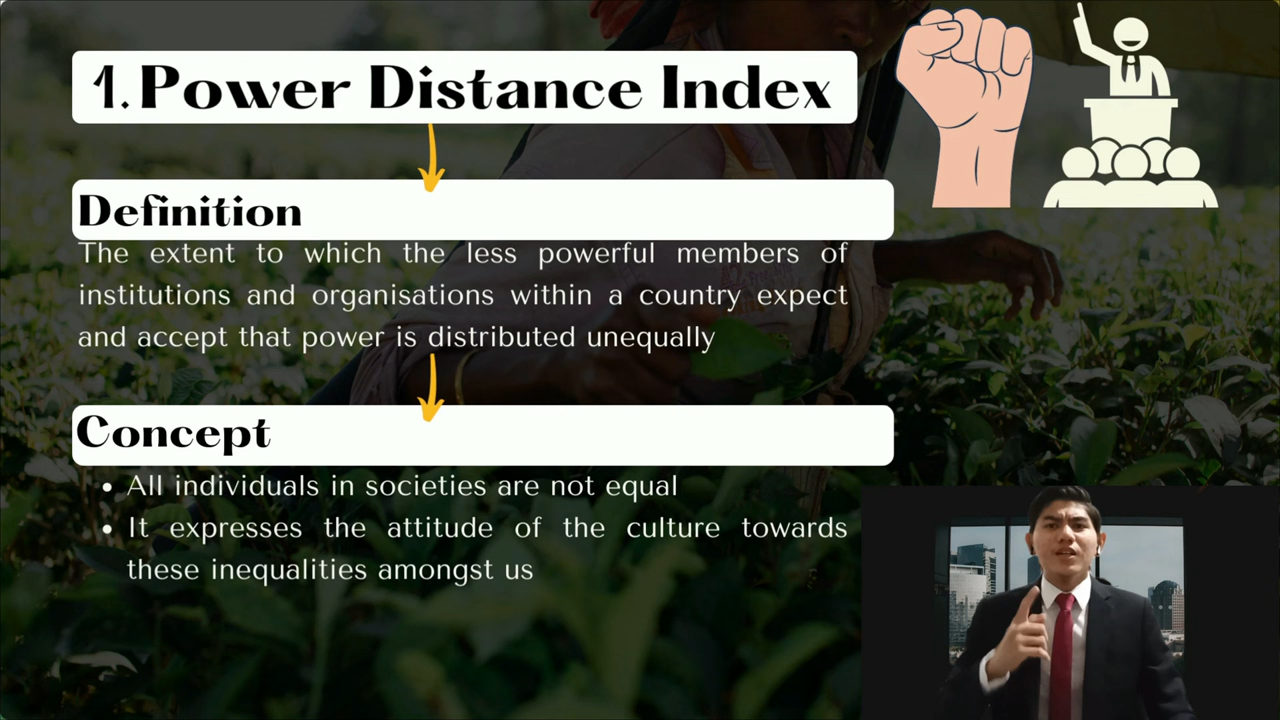 1. Power Distance Index
Definition
The extent to which the less powerful members of
institutions and organisations within a country expect
and accept that power is distributed unequally
Concept
• All individuals in societies are not equal
• It expresses the attitude of the culture towards
these inequalities amongst us